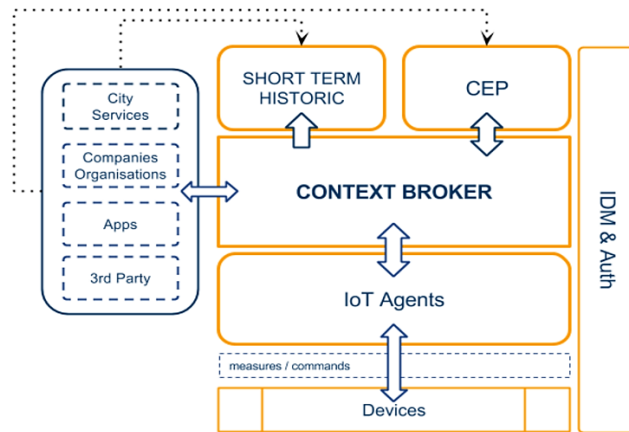 City
Services
Companies
Organisations
Apps
3rd Party
SHORT TERM
HISTORIC
CEP
CONTEXT BROKER
IoT Agents
measures / commands
Devices
IDM & Auth